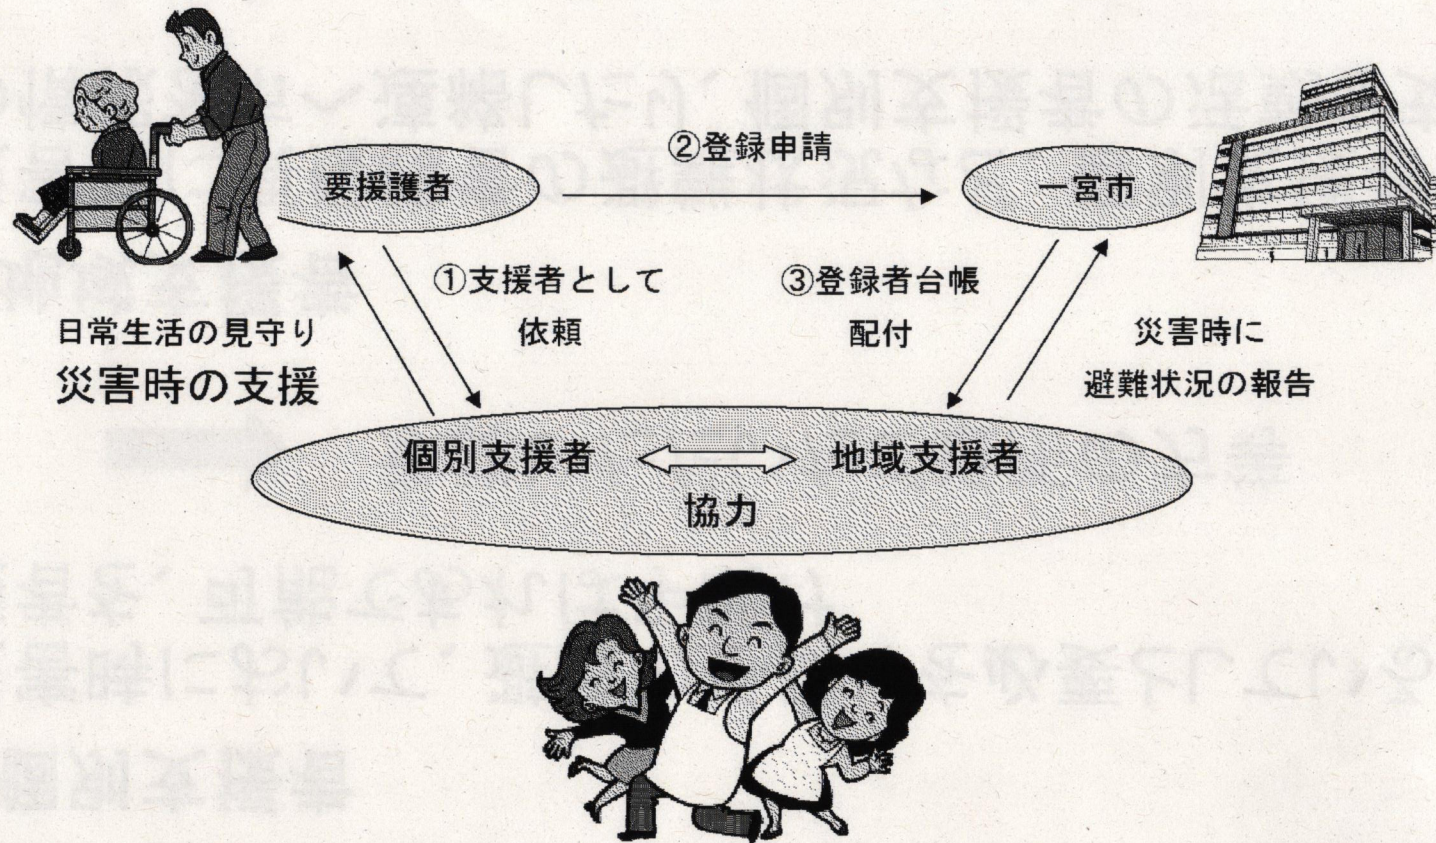 ②登録申請
要援護者
一宮市
①支援者として
依頼
③登録者台帳
配付
日常生活の見守り
災害時の支援
災害時に
避難状況の報告
個別支援者
地域支援者
協力